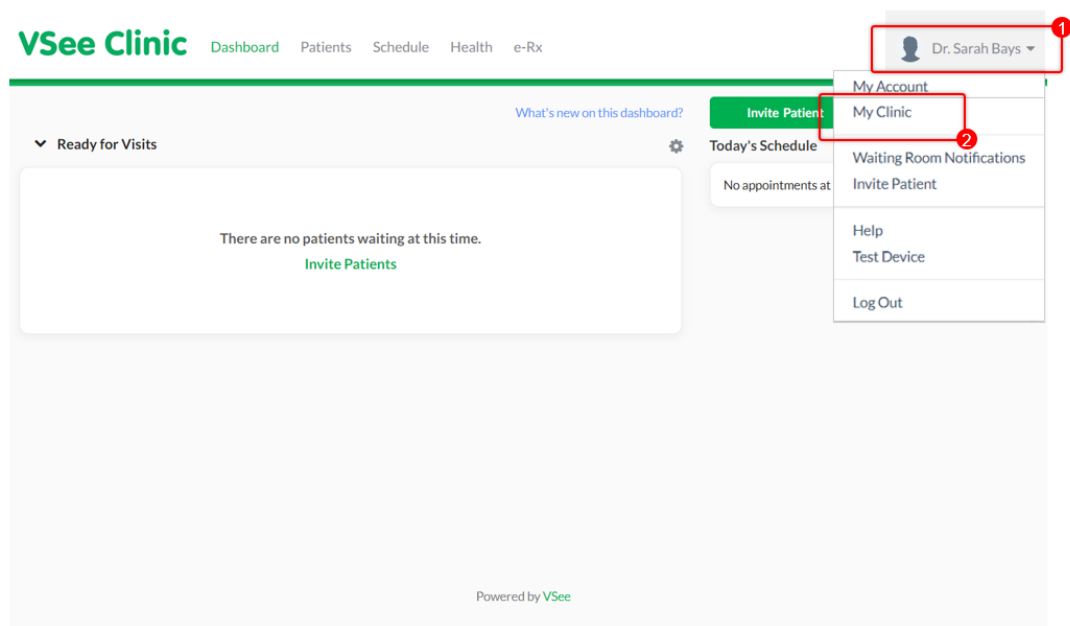 VSee Clinic
Dashboard Patients Schedule Health e-Rx
Dr. Sarah Bays
1
My Account
My Clinic
2
Waiting Room Notifications
Invite Patient
Help
Test Device
Log Out
What's new on this dashboard?
Invite Patient
Ready for Visits
Today's Schedule
No appointments at
There are no patients waiting at this time.
Invite Patients
Powered by VSee